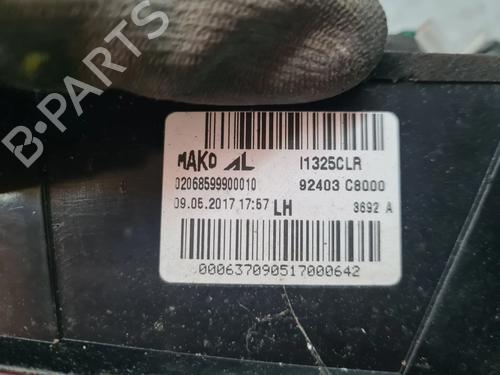 MAKO AL I1325CLR
02068599900010 92403 C8000
09.05.2017 17:57 LH 3692 A
000637090517000642
B-PARTS